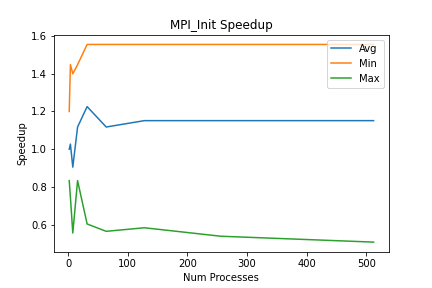 MPI_Init Speedup
1.6
1.4
1.2
1.0
0.8
0.6
Speedup
Avg
Min
Max
0 100 200 300 400 500
Num Processes